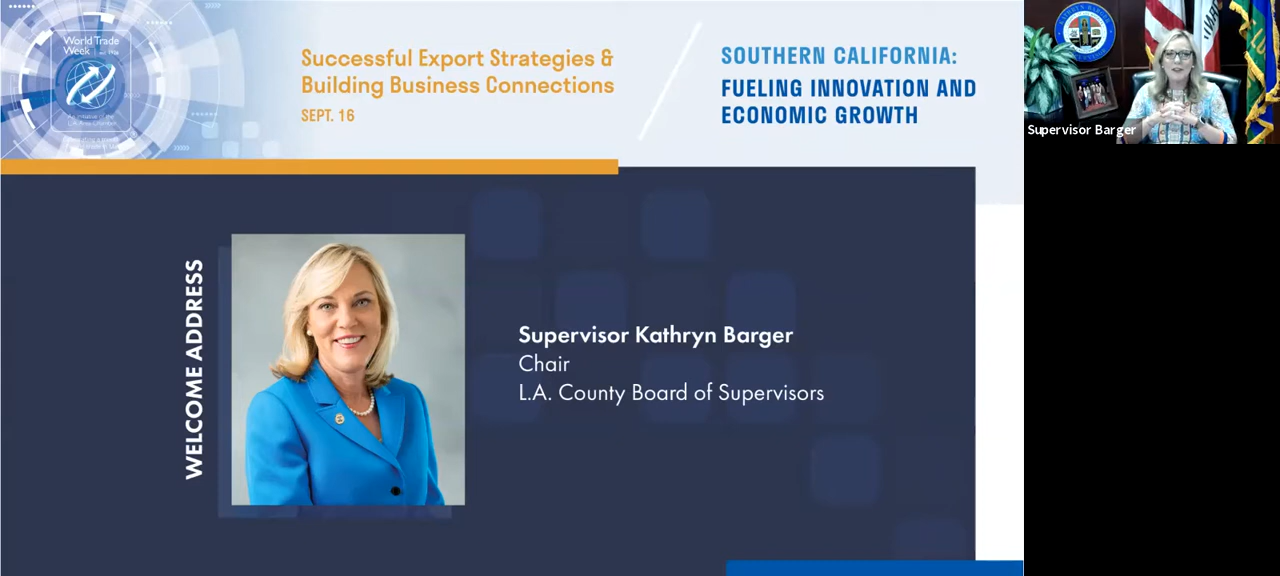 World Trade
Week
Successful Export Strategies &
Building Business Connections
SEPT. 16
SOUTHERN CALIFORNIA:
FUELING INNOVATION AND
ECONOMIC GROWTH
WELCOME ADDRESS
Supervisor Kathryn Barger
Chair
L.A. County Board of Supervisors
Supervisor Barger